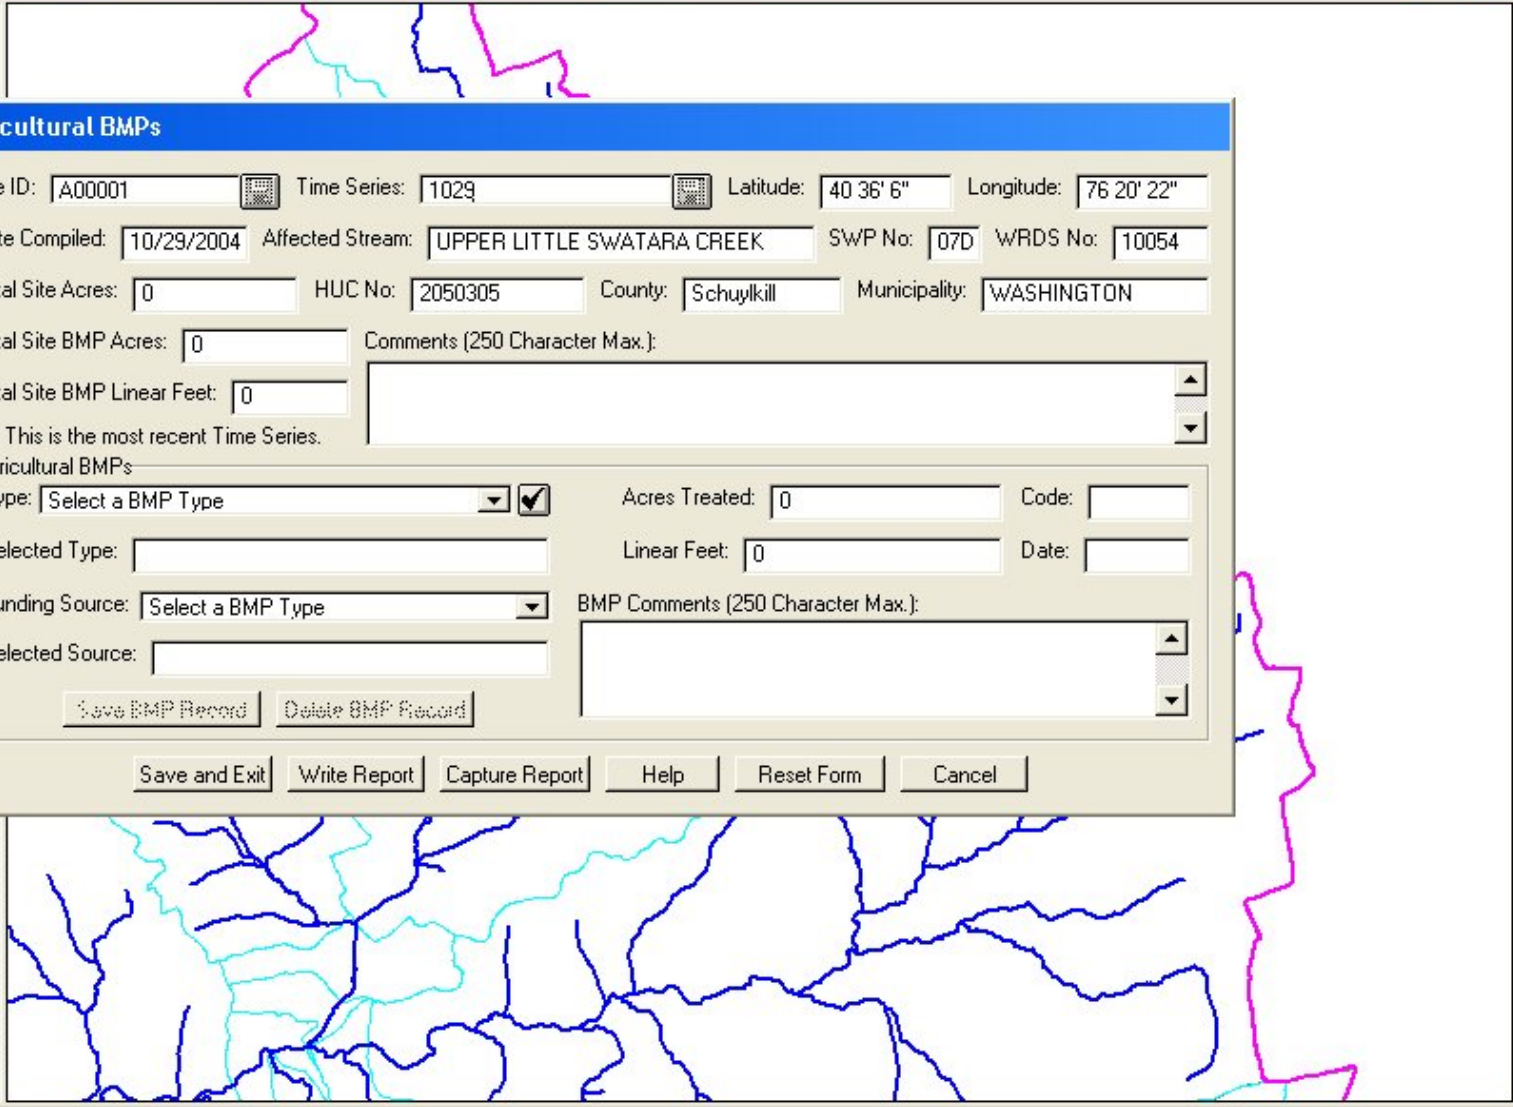 cultural BMPs
e ID: A00001 Time Series: 1029 Latitude: 40 36' 6" Longitude: 76 20' 22"
te Compiled: 10/29/2004 Affected Stream: UPPER LITTLE SWATARA CREEK SWP No: 07D WRDS No: 10054
tal Site Acres: 0 HUC No: 2050305 County: Schuylkill Municipality: WASHINGTON
tal Site BMP Acres: 0 Comments (250 Character Max.):
tal Site BMP Linear Feet: 0
This is the most recent Time Series.
ricultural BMPs
ype: Select a BMP Type Acres Treated: 0 Code:
elected Type: Linear Feet: 0 Date:
unding Source: Select a BMP Type BMP Comments (250 Character Max.):
elected Source:
Save BMP Record Delete BMP Record
Save and Exit Write Report Capture Report Help Reset Form Cancel